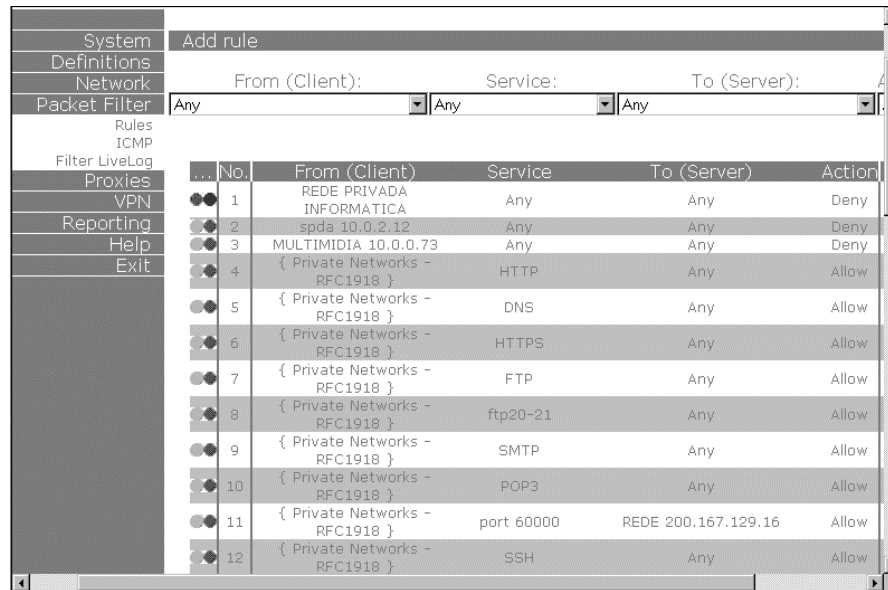 System
Definitions
Network
Packet Filter
Rules
ICMP
Filter LiveLog
Proxies
VPN
Reporting
Help
Exit
Add rule
From (Client): Service: To (Server):
Any Any Any
... No. From (Client) Service To (Server) Action
1 REDE PRIVADA INFORMATICA Any Any Deny
2 spda 10.0.2.12 Any Any Deny
3 MULTIMIDIA 10.0.0.73 Any Any Deny
4 { Private Networks - RFC1918 } HTTP Any Allow
5 { Private Networks - RFC1918 } DNS Any Allow
6 { Private Networks - RFC1918 } HTTPS Any Allow
7 { Private Networks - RFC1918 } FTP Any Allow
8 { Private Networks - RFC1918 } ftp20-21 Any Allow
9 { Private Networks - RFC1918 } SMTP Any Allow
10 { Private Networks - RFC1918 } POP3 Any Allow
11 { Private Networks - RFC1918 } port 60000 REDE 200.167.129.16 Allow
12 { Private Networks - RFC1918 } SSH Any Allow